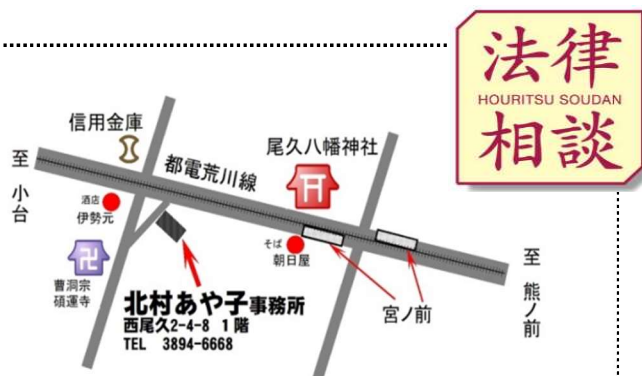 法律
HOURITSU SOUDAN
相談
信用金庫
至 小台
都電荒川線
尾久八幡神社
酒店
伊勢元
そば
朝日屋
曹洞宗
碩運寺
至 熊ノ前
宮ノ前
北村あや子事務所
西尾久2-4-8 1階
TEL 3894-6668